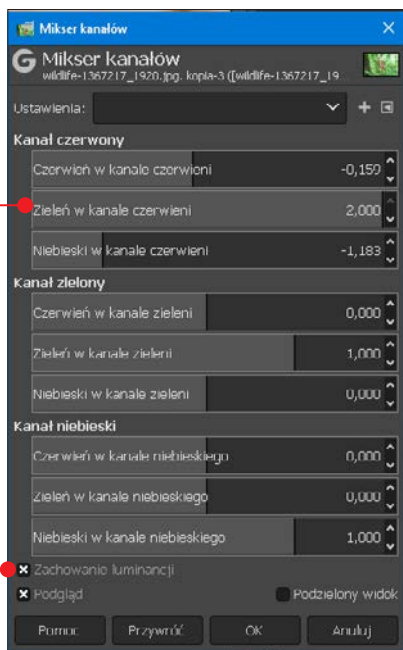 Mikser kanałów
Mikser kanałów
wildlife-1367217_1920.jpg. kopia-3 ([wildlife-1367217_19
Ustawienia:
Kanał czerwony
Czerwień w kanale czerwieni -0,159
Zieleń w kanale czerwieni 2,000
Niebieski w kanale czerwieni -1,183
Kanał zielony
Czerwień w kanale zieleni 0,000
Zieleń w kanale zieleni 1,000
Niebieski w kanale zieleni 0,000
Kanał niebieski
Czerwień w kanale niebieskiego 0,000
Zieleń w kanale niebieskiego 0,000
Niebieski w kanale niebieskiego 1,000
Zachowanie luminancji
Podgląd Podzielony widok
Pomoc Przywróć OK Anuluj